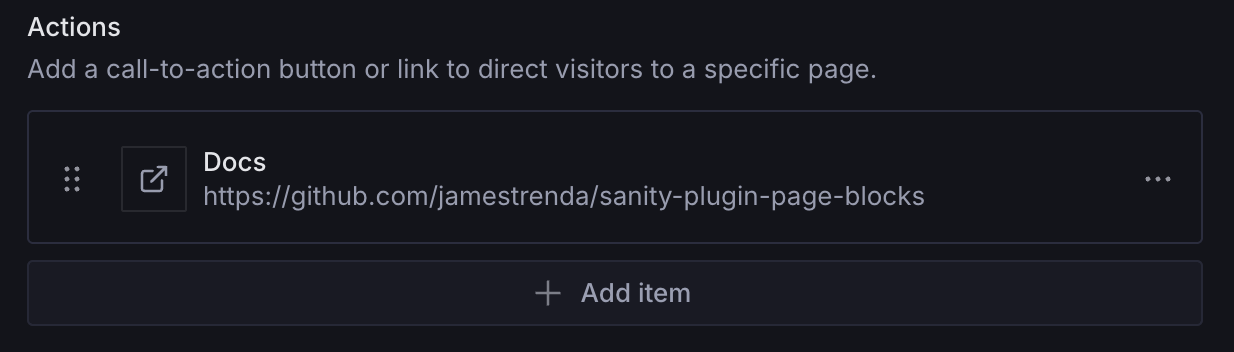 Actions
Add a call-to-action button or link to direct visitors to a specific page.
Docs
https://github.com/jamestrenda/sanity-plugin-page-blocks
Add item